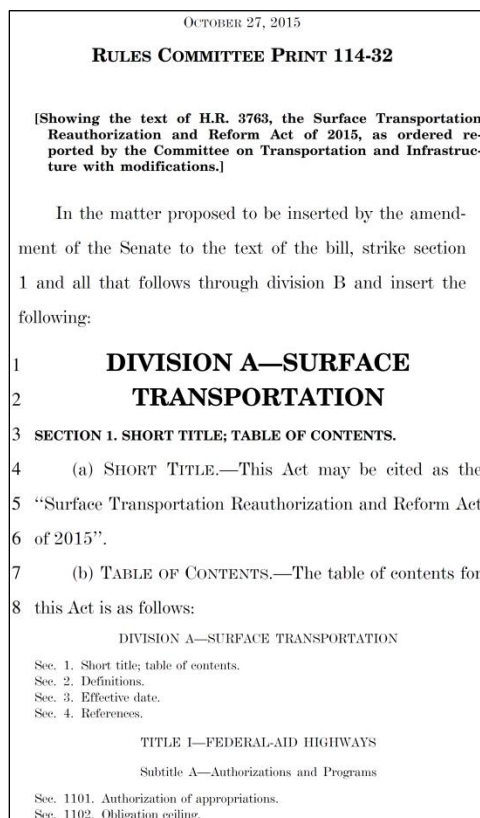 OCTOBER 27, 2015
RULES COMMITTEE PRINT 114-32
[Showing the text of H.R. 3763, the Surface Transportation
Reauthorization and Reform Act of 2015, as ordered re-
ported by the Committee on Transportation and Infrastruc-
ture with modifications.]
In the matter proposed to be inserted by the amend-
ment of the Senate to the text of the bill, strike section
1 and all that follows through division B and insert the
following:
1 DIVISION A—SURFACE
2 TRANSPORTATION
3 SECTION 1. SHORT TITLE; TABLE OF CONTENTS.
4 (a) SHORT TITLE.—This Act may be cited as the
5 ‘‘Surface Transportation Reauthorization and Reform Act
6 of 2015’’.
7 (b) TABLE OF CONTENTS.—The table of contents for
8 this Act is as follows:
DIVISION A—SURFACE TRANSPORTATION
Sec. 1. Short title; table of contents.
Sec. 2. Definitions.
Sec. 3. Effective date.
Sec. 4. References.
TITLE I—FEDERAL-AID HIGHWAYS
Subtitle A—Authorizations and Programs
Sec. 1101. Authorization of appropriations.
Sec. 1102. Obligation ceiling.